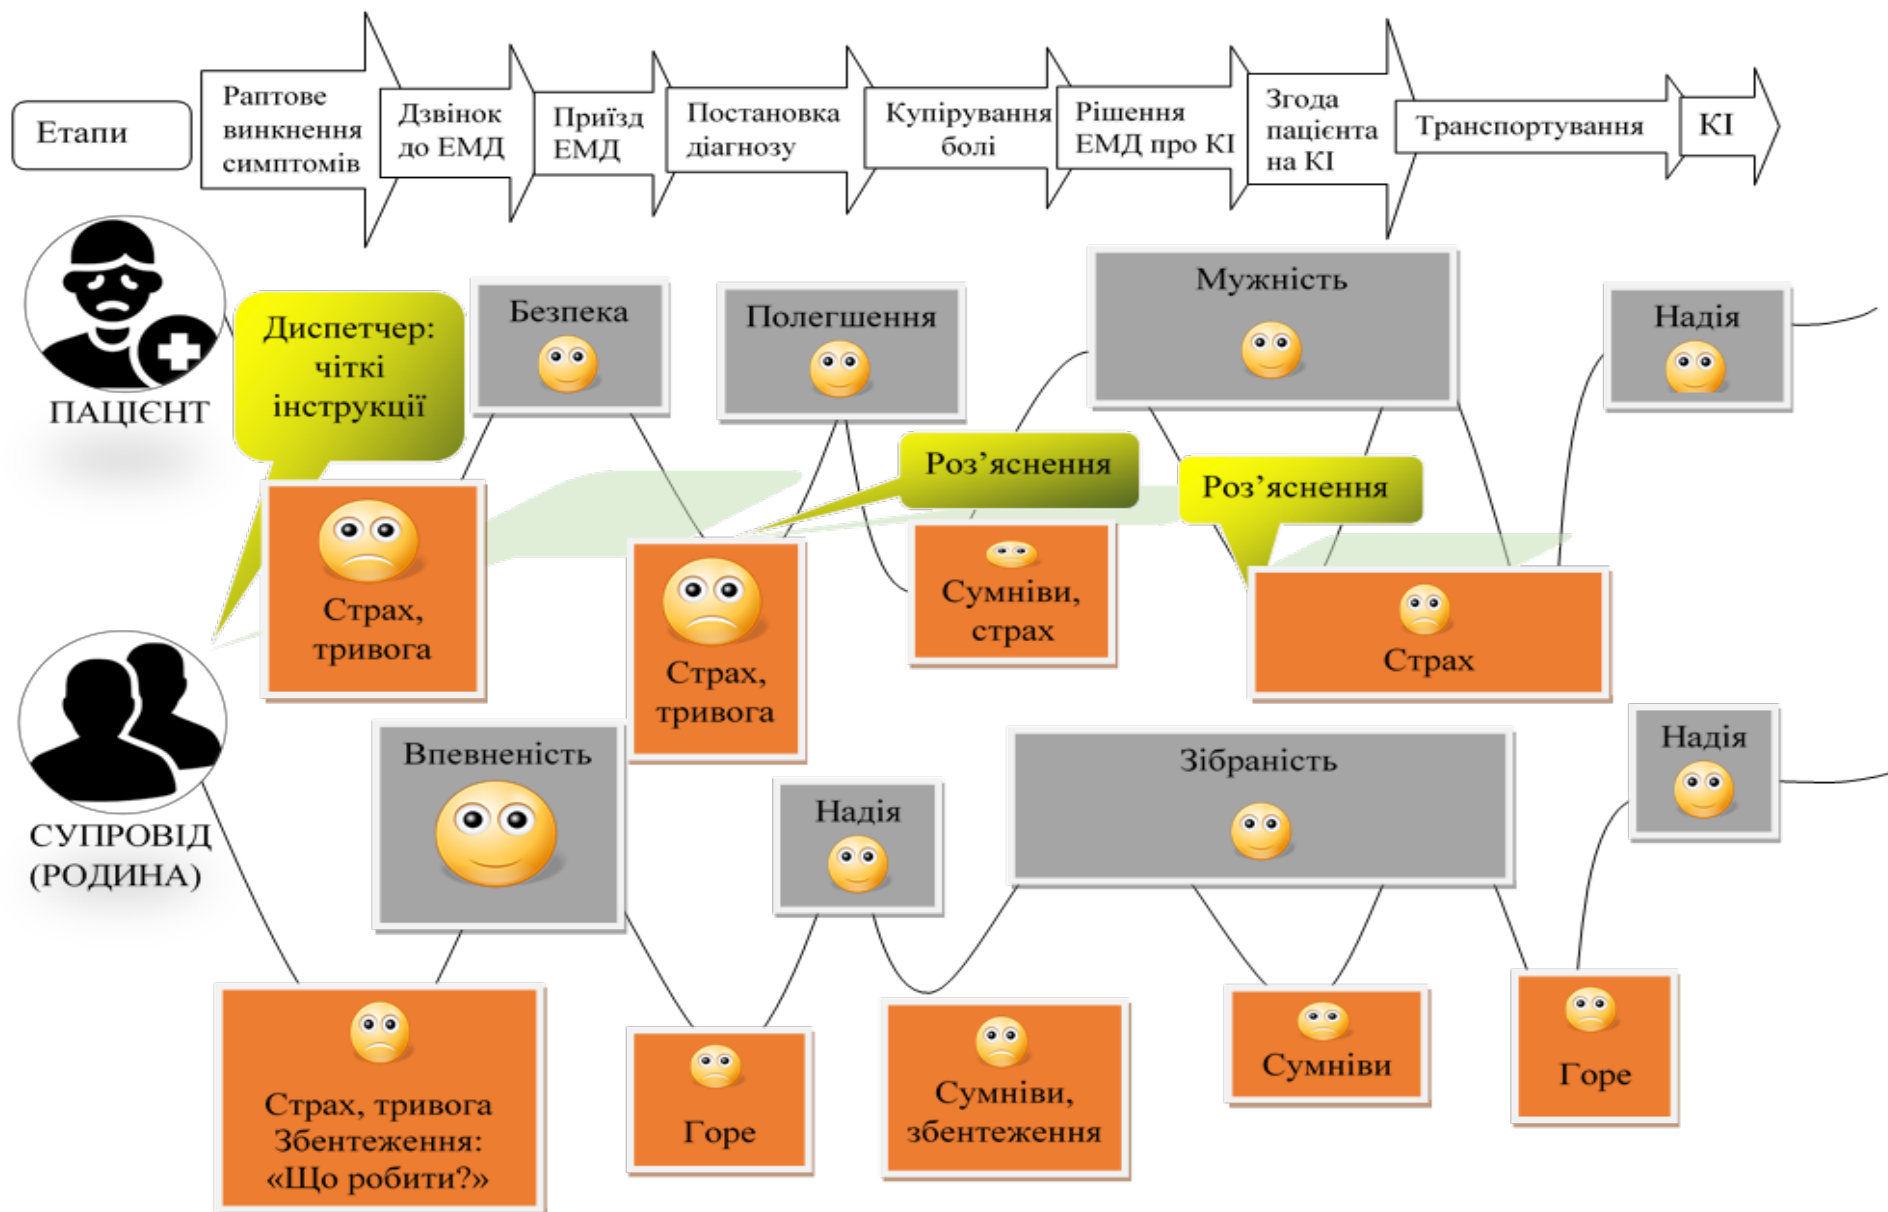 Етапи
Раптове
винкнення
симптомів
Дзвінок
до ЕМД
Приїзд
ЕМД
Постановка
діагнозу
Купірування
болі
Рішення
ЕМД про КІ
Згода
пацієнта
на КІ
Транспортування
КІ
ПАЦІЄНТ
Диспетчер:
чіткі
інструкції
Безпека
Полегшення
Мужність
Надія
Роз’яснення
Роз’яснення
Страх,
тривога
Страх,
тривога
Сумніви,
страх
Страх
СУПРОВІД
(РОДИНА)
Впевненість
Надія
Зібраність
Надія
Страх, тривога
Збентеження:
«Що робити?»
Горе
Сумніви,
збентеження
Сумніви
Горе